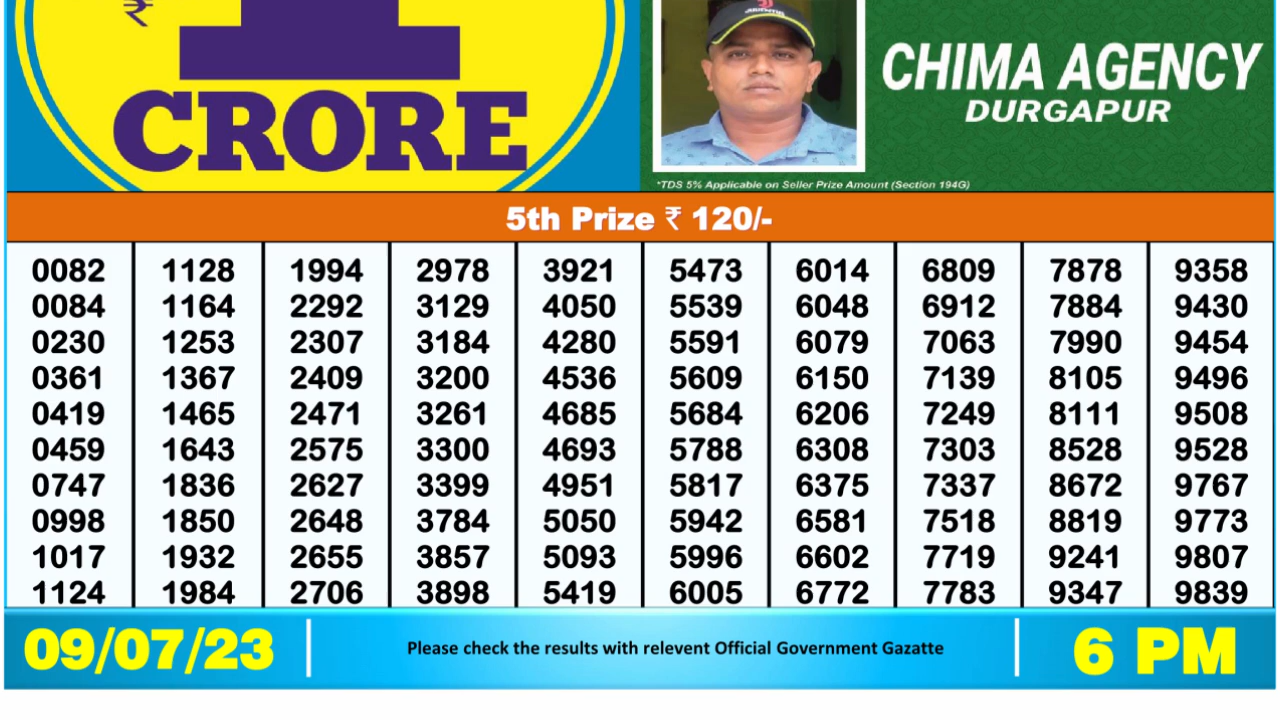 ₹
1
CRORE
CHIMA AGENCY
DURGAPUR
*TDS 5% Applicable on Seller Prize Amount (Section 194G)
5th Prize ₹ 120/-
0082 1128 1994 2978 3921 5473 6014 6809 7878 9358
0084 1164 2292 3129 4050 5539 6048 6912 7884 9430
0230 1253 2307 3184 4280 5591 6079 7063 7990 9454
0361 1367 2409 3200 4536 5609 6150 7139 8105 9496
0419 1465 2471 3261 4685 5684 6206 7249 8111 9508
0459 1643 2575 3300 4693 5788 6308 7303 8528 9528
0747 1836 2627 3399 4951 5817 6375 7337 8672 9767
0998 1850 2648 3784 5050 5942 6581 7518 8819 9773
1017 1932 2655 3857 5093 5996 6602 7719 9241 9807
1124 1984 2706 3898 5419 6005 6772 7783 9347 9839
09/07/23
Please check the results with relevent Official Government Gazatte
6 PM